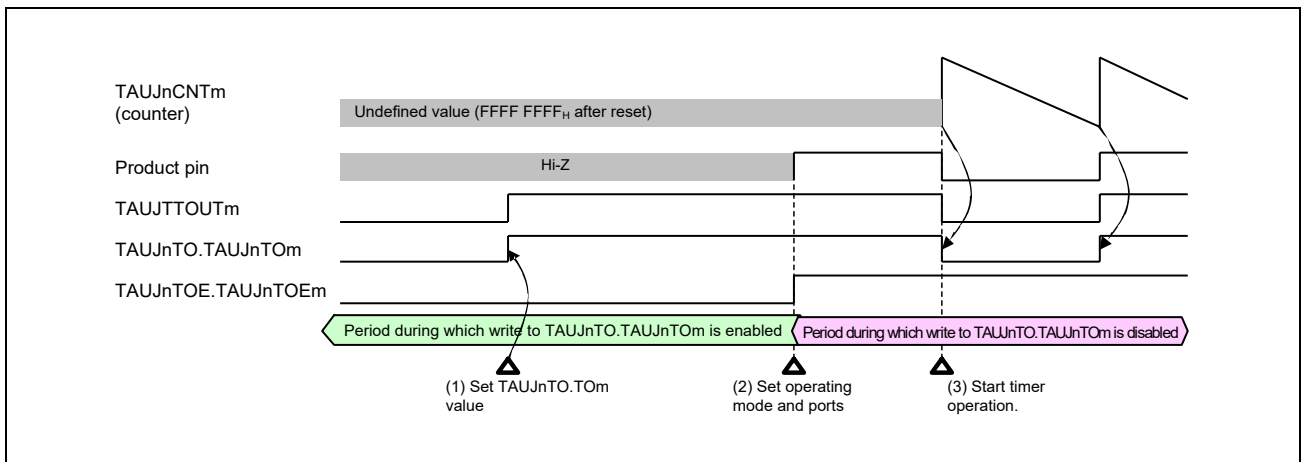 TAUJnCNTm
(counter)
Undefined value (FFFF FFFFH after reset)
Product pin
Hi-Z
TAUJTTOUTm
TAUJnTO.TAUJnTOm
TAUJnTOE.TAUJnTOEm
Period during which write to TAUJnTO.TAUJnTOm is enabled
Period during which write to TAUJnTO.TAUJnTOm is disabled
(1) Set TAUJnTO.TOm
value
(2) Set operating
mode and ports
(3) Start timer
operation.